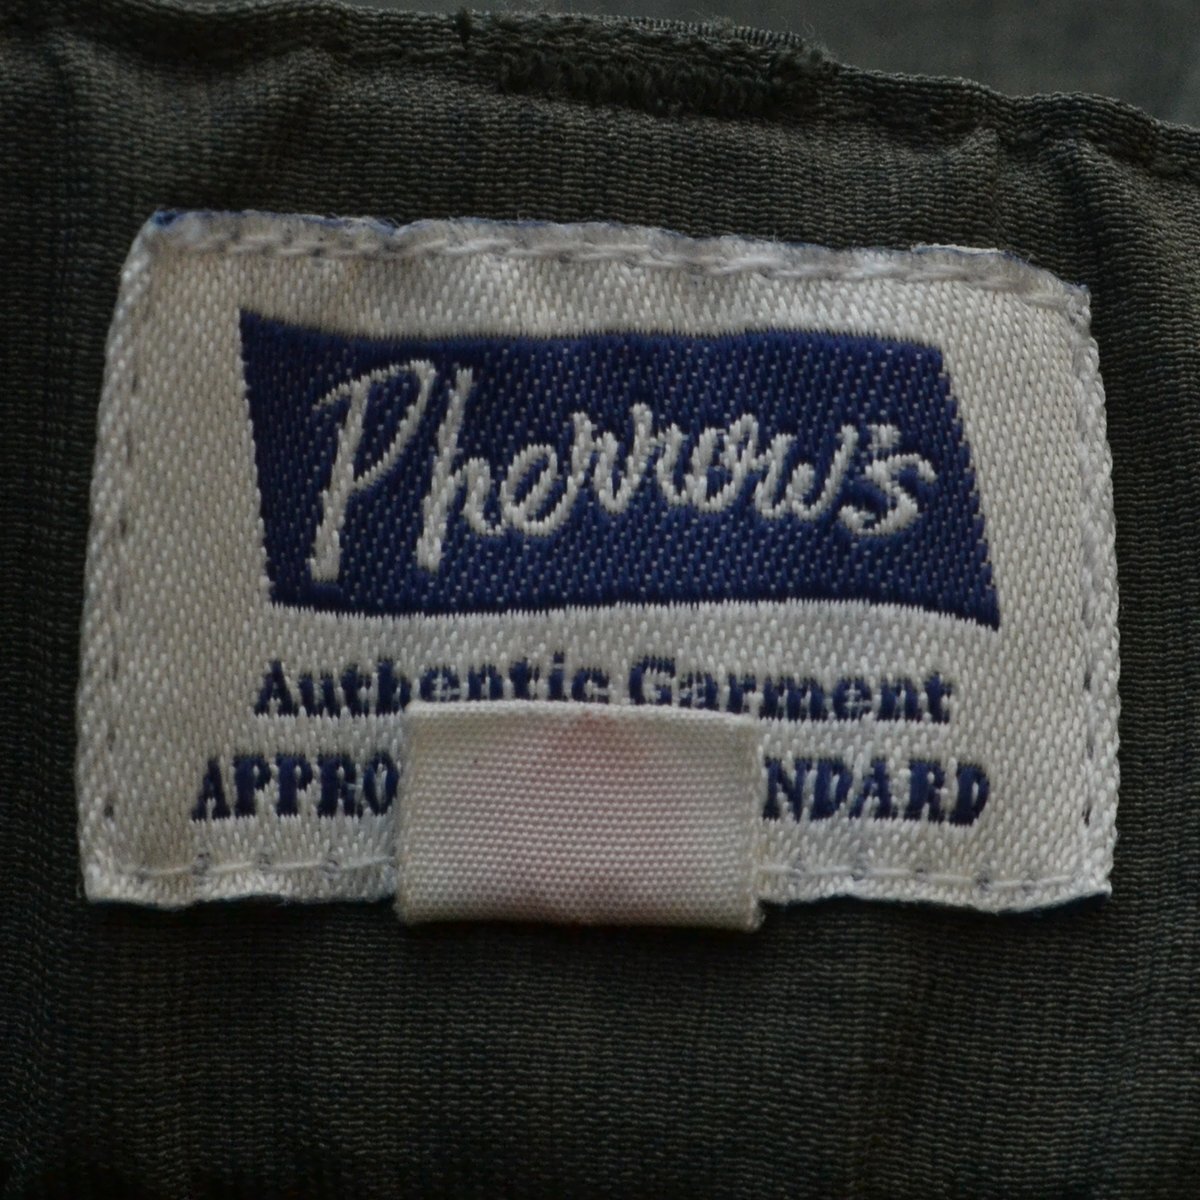 Pherrow's
Authentic Garment
APPRO NDARD